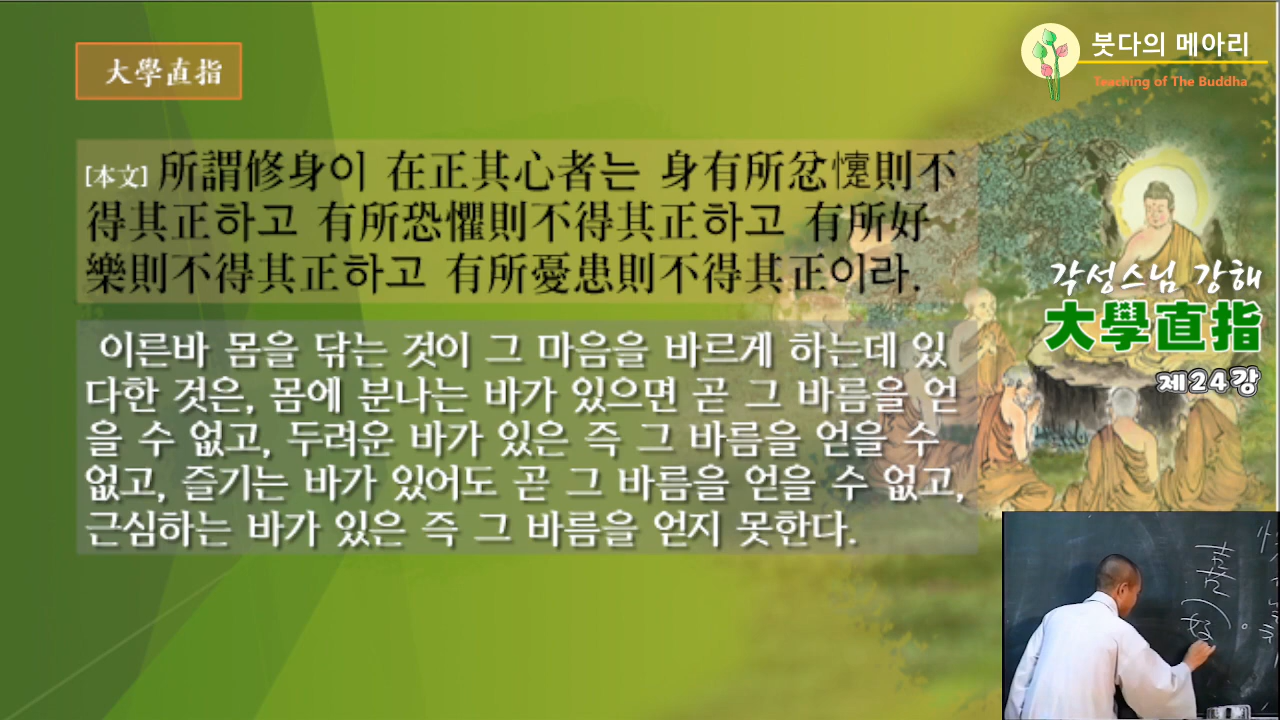 大學直指
붓다의 메아리
Teaching of The Buddha
[本文] 所謂修身이 在正其心者는 身有所忿懥則不
得其正하고 有所恐懼則不得其正하고 有所好
樂則不得其正하고 有所憂患則不得其正이라.
이른바 몸을 닦는 것이 그 마음을 바르게 하는데 있
다한 것은, 몸에 분나는 바가 있으면 곧 그 바름을 얻
을 수 없고, 두려운 바가 있은 즉 그 바름을 얻을 수
없고, 즐기는 바가 있어도 곧 그 바름을 얻을 수 없고,
근심하는 바가 있은 즉 그 바름을 얻지 못한다.
각성스님 강해
大學直指
제24강